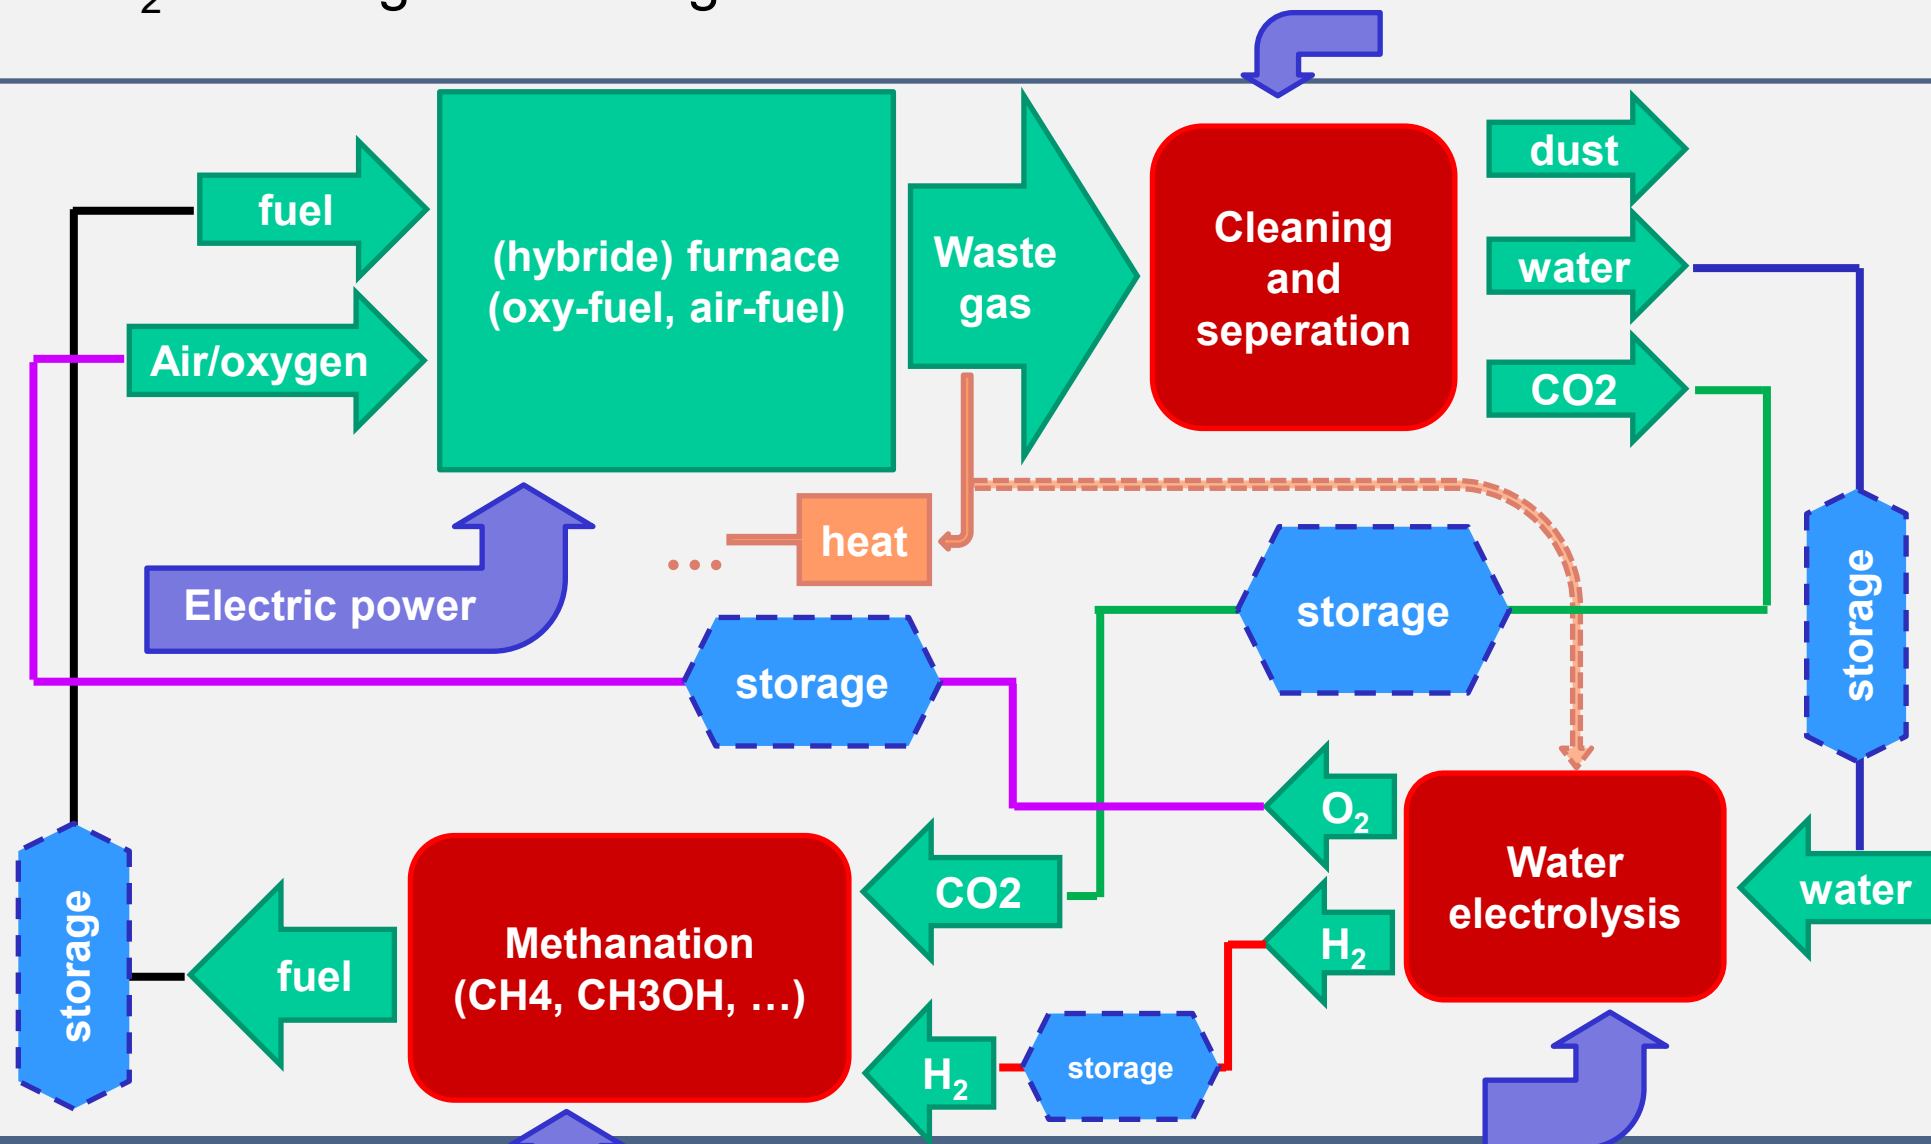 2
dust
fuel
(hybride) furnace
(oxy-fuel, air-fuel)
Waste
gas
Cleaning
and
seperation
water
Air/oxygen
CO2
heat
...
Electric power
storage
storage
storage
O2
Water
electrolysis
water
CO2
H2
Methanation
(CH4, CH3OH, ...)
fuel
storage
H2
storage